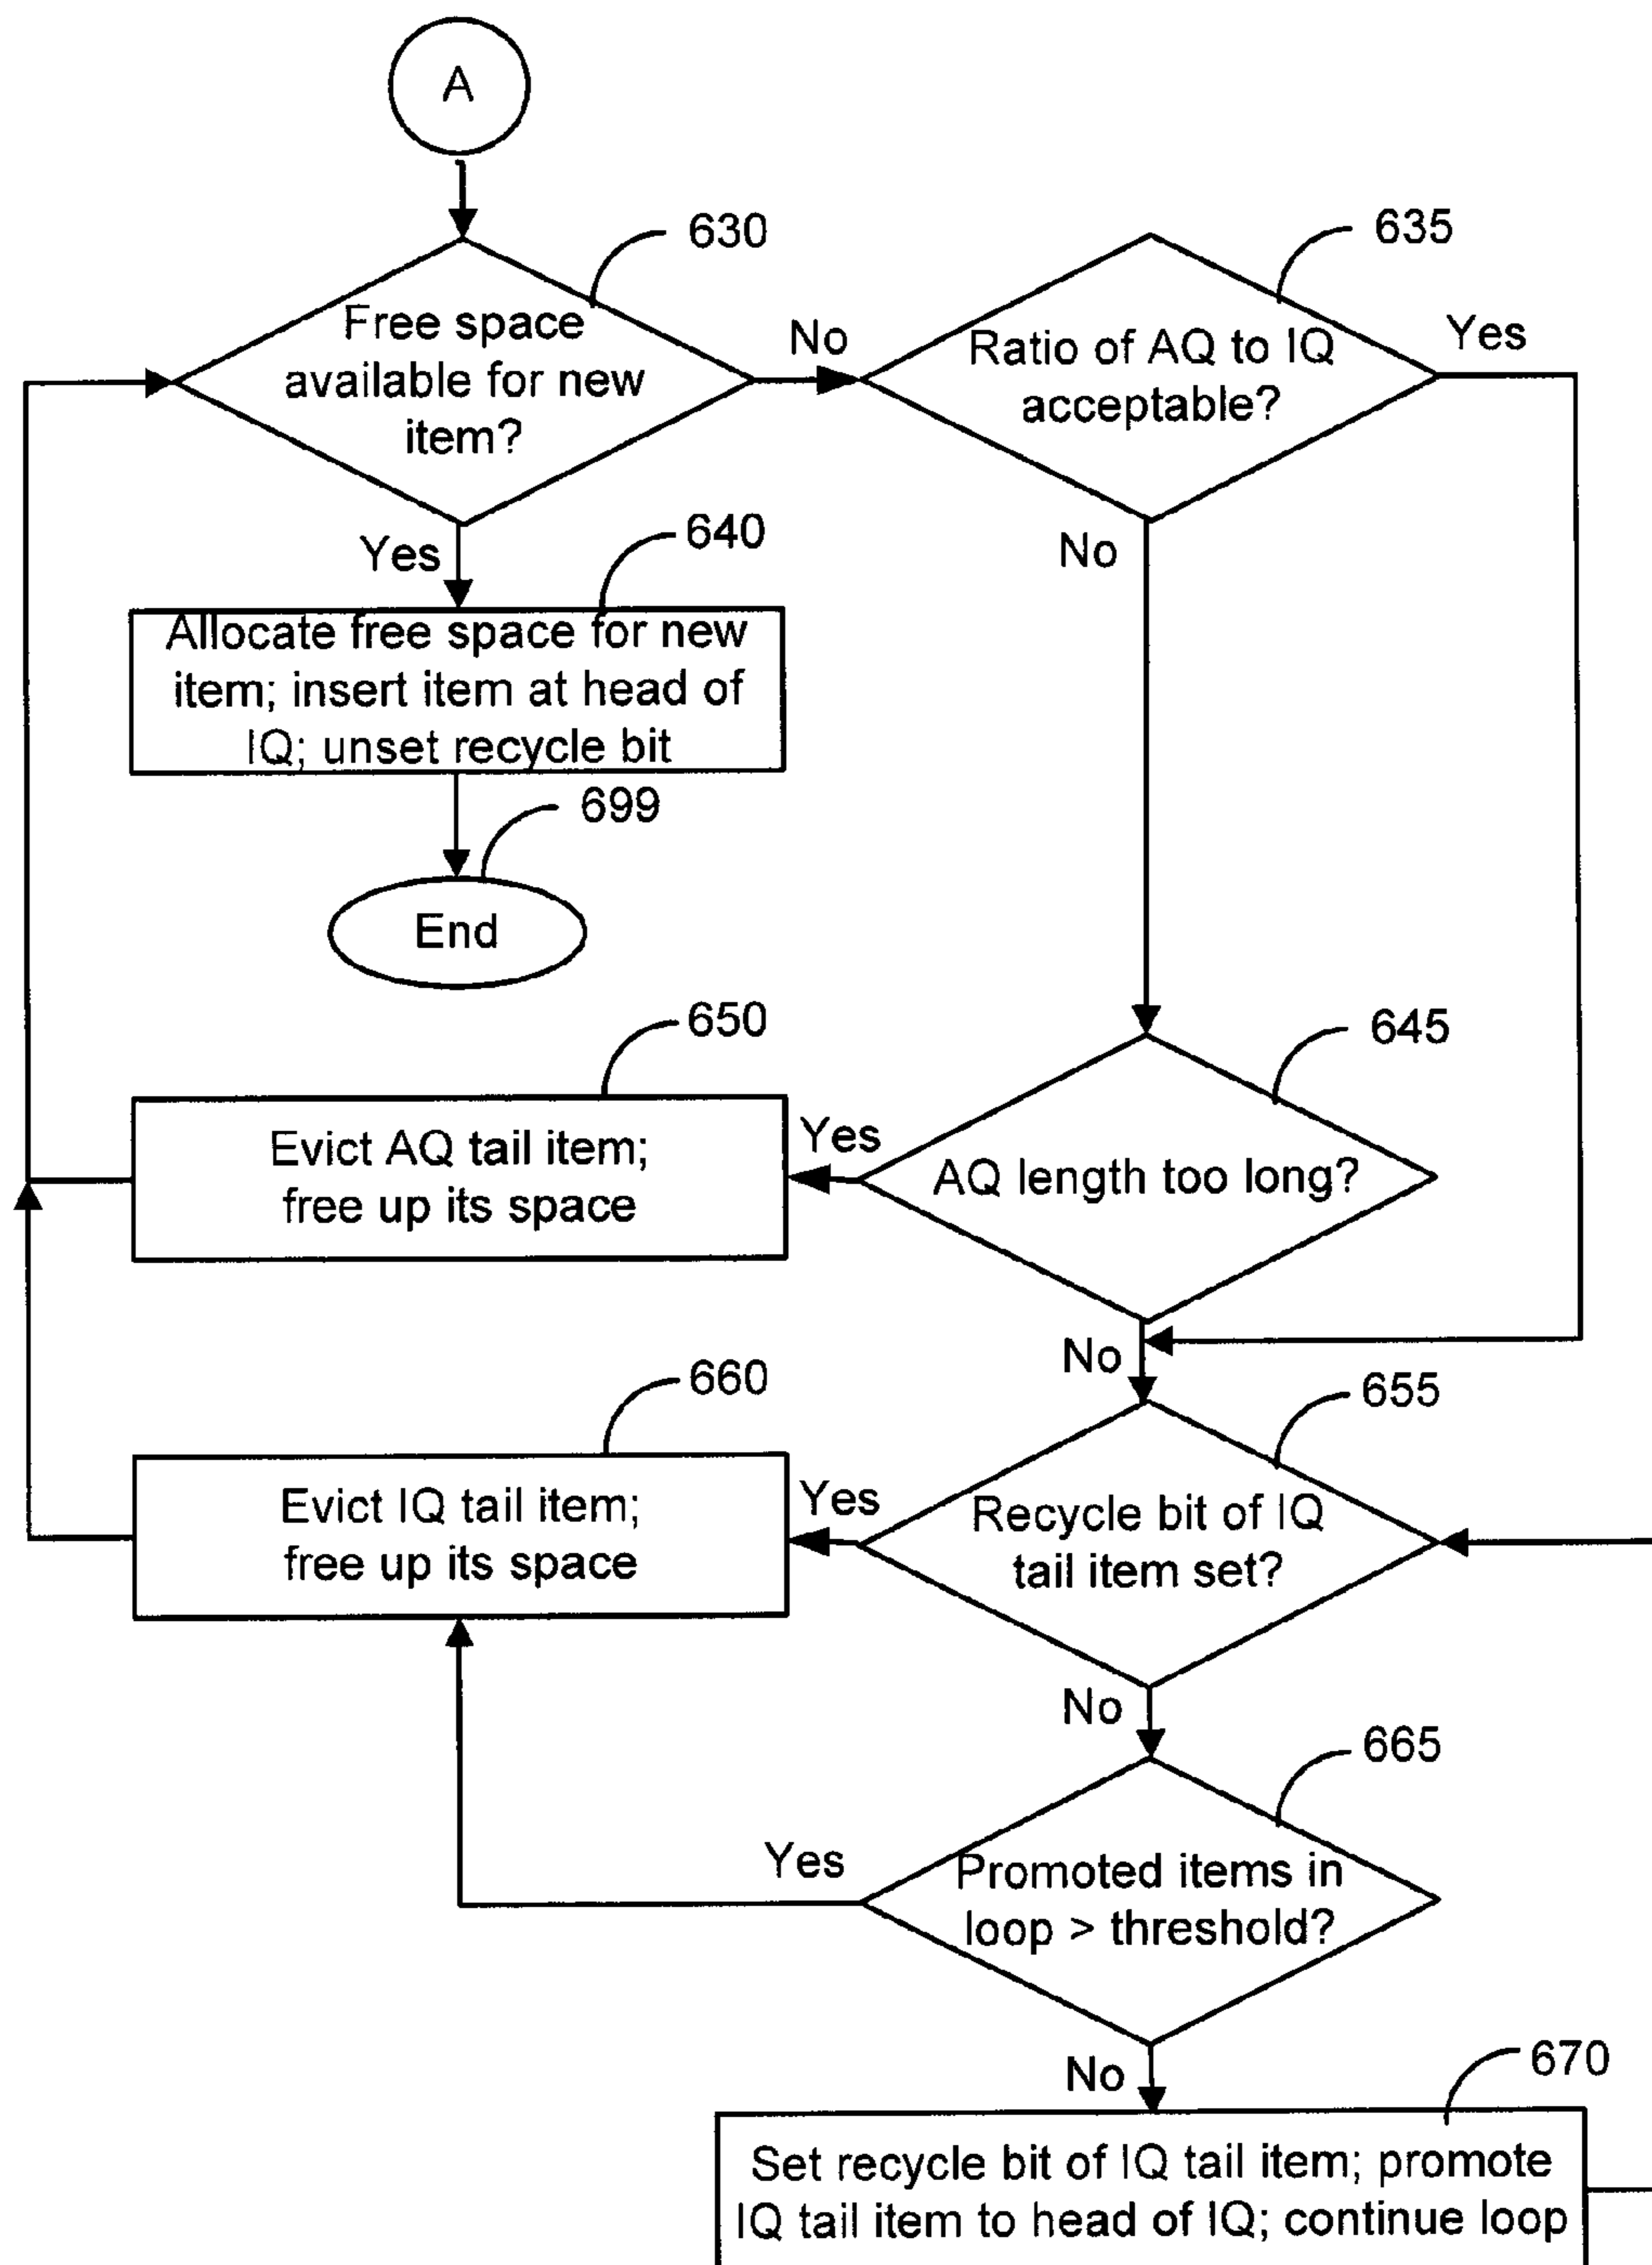 A
630
Free space
available for new
item?
No
635
Ratio of AQ to IQ
acceptable?
Yes
Yes
No
640
Allocate free space for new
item; insert item at head of
IQ; unset recycle bit
699
End
650
Evict AQ tail item;
free up its space
Yes
645
AQ length too long?
No
660
Evict IQ tail item;
free up its space
Yes
655
Recycle bit of IQ
tail item set?
No
665
Yes
Promoted items in
loop > threshold?
No
670
Set recycle bit of IQ tail item; promote
IQ tail item to head of IQ; continue loop